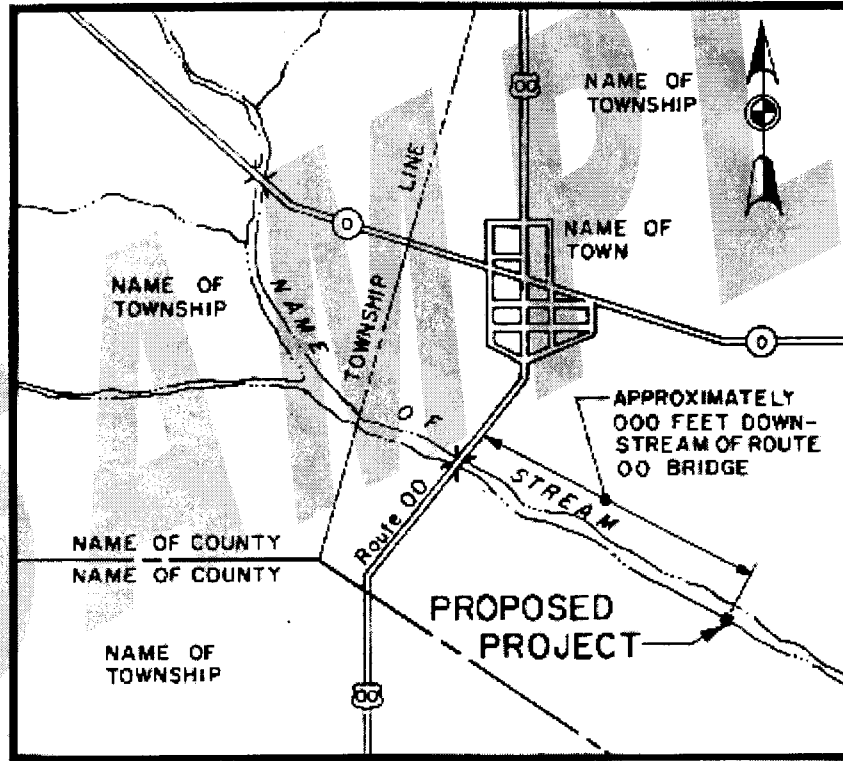 00
NAME OF
TOWNSHIP
LINE
TOWNSHIP
0
NAME OF
TOWN
NAME OF
TOWNSHIP
NAME
OF
STREAM
0
APPROXIMATELY
000 FEET DOWN-
STREAM OF ROUTE
00 BRIDGE
Route 00
NAME OF COUNTY
NAME OF COUNTY
PROPOSED
PROJECT
NAME OF
TOWNSHIP
00
SAMPLE